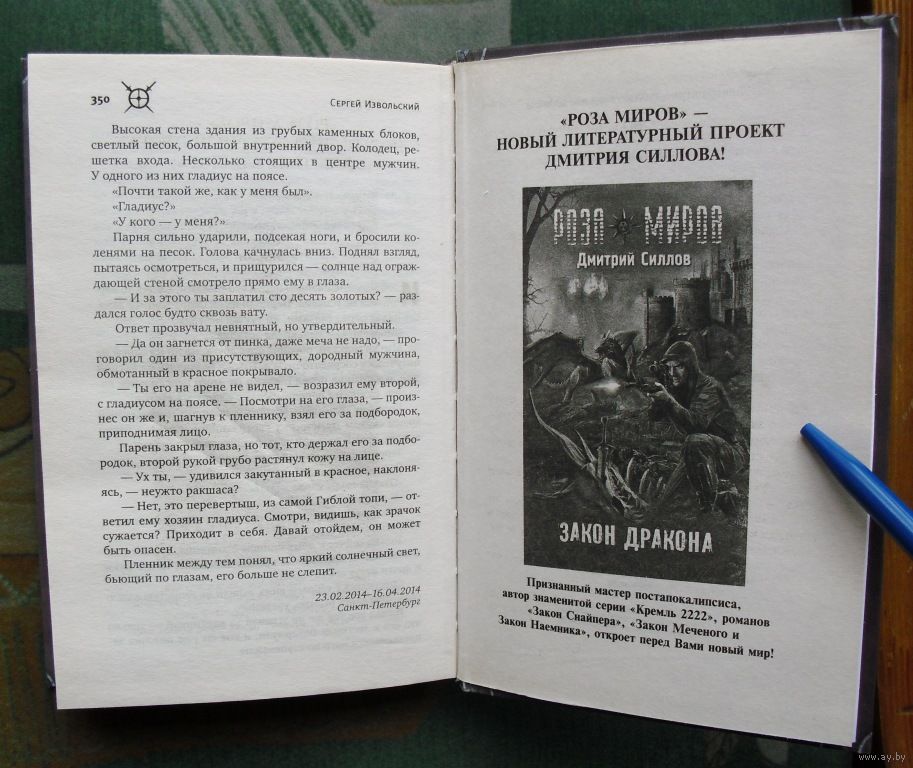 350
Сергей Извольский
Высокая стена здания из грубых каменных блоков,
светлый песок, большой внутренний двор. Колодец, ре-
шетка входа. Несколько стоящих в центре мужчин.
У одного из них гладиус на поясе.
«Почти такой же, как у меня был».
«Гладиус?»
«У кого — у меня?»
Парня сильно ударили, подсекая ноги, и бросили ко-
ленями на песок. Голова качнулась вниз. Поднял взгляд,
пытаясь осмотреться, и прищурился — солнце над ограж-
дающей стеной смотрело прямо ему в глаза.
— И за этого ты заплатил сто десять золотых? — раз-
дался голос будто сквозь вату.
Ответ прозвучал невнятный, но утвердительный.
— Да он загнется от пинка, даже меча не надо, — про-
говорил один из присутствующих, дородный мужчина,
обмотанный в красное покрывало.
— Ты его на арене не видел, — возразил ему второй,
с гладиусом на поясе. — Посмотри на его глаза, — произ-
нес он же и, шагнув к пленнику, взял его за подбородок,
приподнимая лицо.
Парень закрыл глаза, но тот, кто держал его за подбо-
родок, второй рукой грубо растянул кожу на лице.
— Ух ты, — удивился закутанный в красное, наклоня-
ясь, — неужто ракшаса?
— Нет, это перевертыш, из самой Гиблой топи, — от-
ветил ему хозяин гладиуса. Смотри, видишь, как зрачок
сужается? Приходит в себя. Давай отойдем, он может
быть опасен.
Пленник между тем понял, что яркий солнечный свет,
бьющий по глазам, его больше не слепит.
23.02.2014–16.04.2014
Санкт-Петербург
«РОЗА МИРОВ» —
НОВЫЙ ЛИТЕРАТУРНЫЙ ПРОЕКТ
ДМИТРИЯ СИЛЛОВА!
РОЗА МИРОВ
Дмитрий Силлов
ЗАКОН ДРАКОНА
Признанный мастер постапокалипсиса,
автор знаменитой серии «Кремль 2222», романов
«Закон Снайпера», «Закон Меченого и
Закон Наемника», откроет перед Вами новый мир!
www.ay.by